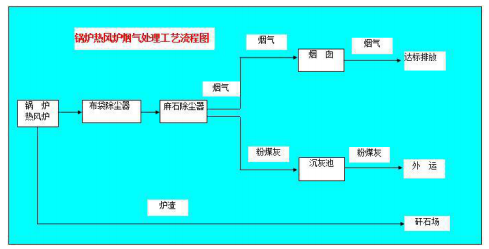 锅炉热风炉烟气处理工艺流程图
烟气
烟气
烟  囱
达标排放
烟气
锅  炉
热风炉
布袋除尘器
麻石除尘器
粉煤灰
粉煤灰
沉灰池
外  运
炉渣
矸石场